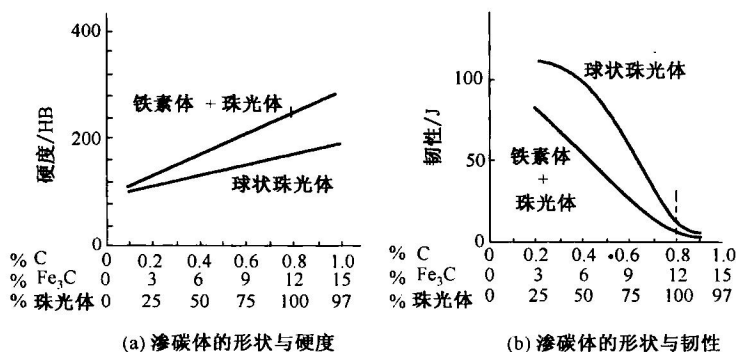 400
200
0
硬度/HB
铁素体 + 珠光体
球状珠光体
% C 0 0.2 0.4 0.6 0.8 1.0
% Fe₃C 0 3 6 9 12 15
% 珠光体 0 25 50 75 100 97
(a) 渗碳体的形状与硬度
100
50
0
韧性/J
球状珠光体
铁素体
+
珠光体
% C 0 0.2 0.4 0.6 0.8 1.0
% Fe₃C 0 3 6 9 12 15
% 珠光体 0 25 50 75 100 97
(b) 渗碳体的形状与韧性